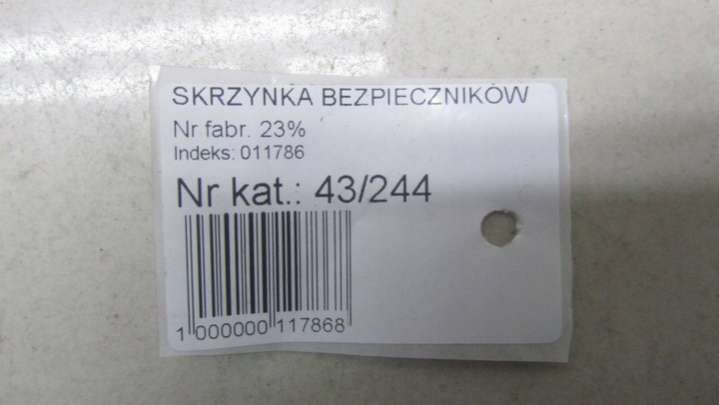 SKRZYNKA BEZPIECZNIKÓW
Nr fabr. 23%
Indeks: 011786
Nr kat.: 43/244
1 000000 117868